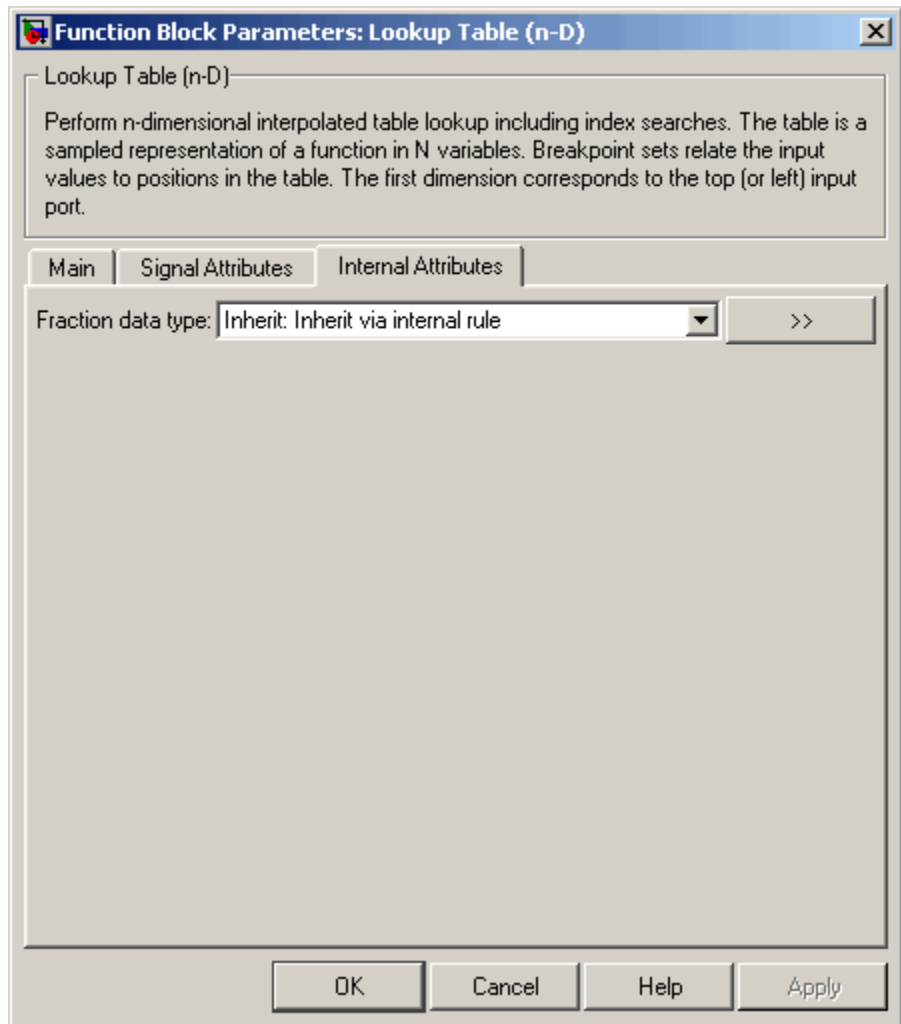 Function Block Parameters: Lookup Table (n-D)
Lookup Table (n-D)
Perform n-dimensional interpolated table lookup including index searches. The table is a
sampled representation of a function in N variables. Breakpoint sets relate the input
values to positions in the table. The first dimension corresponds to the top (or left) input
port.
Main Signal Attributes Internal Attributes
Fraction data type: Inherit: Inherit via internal rule >>
OK Cancel Help Apply